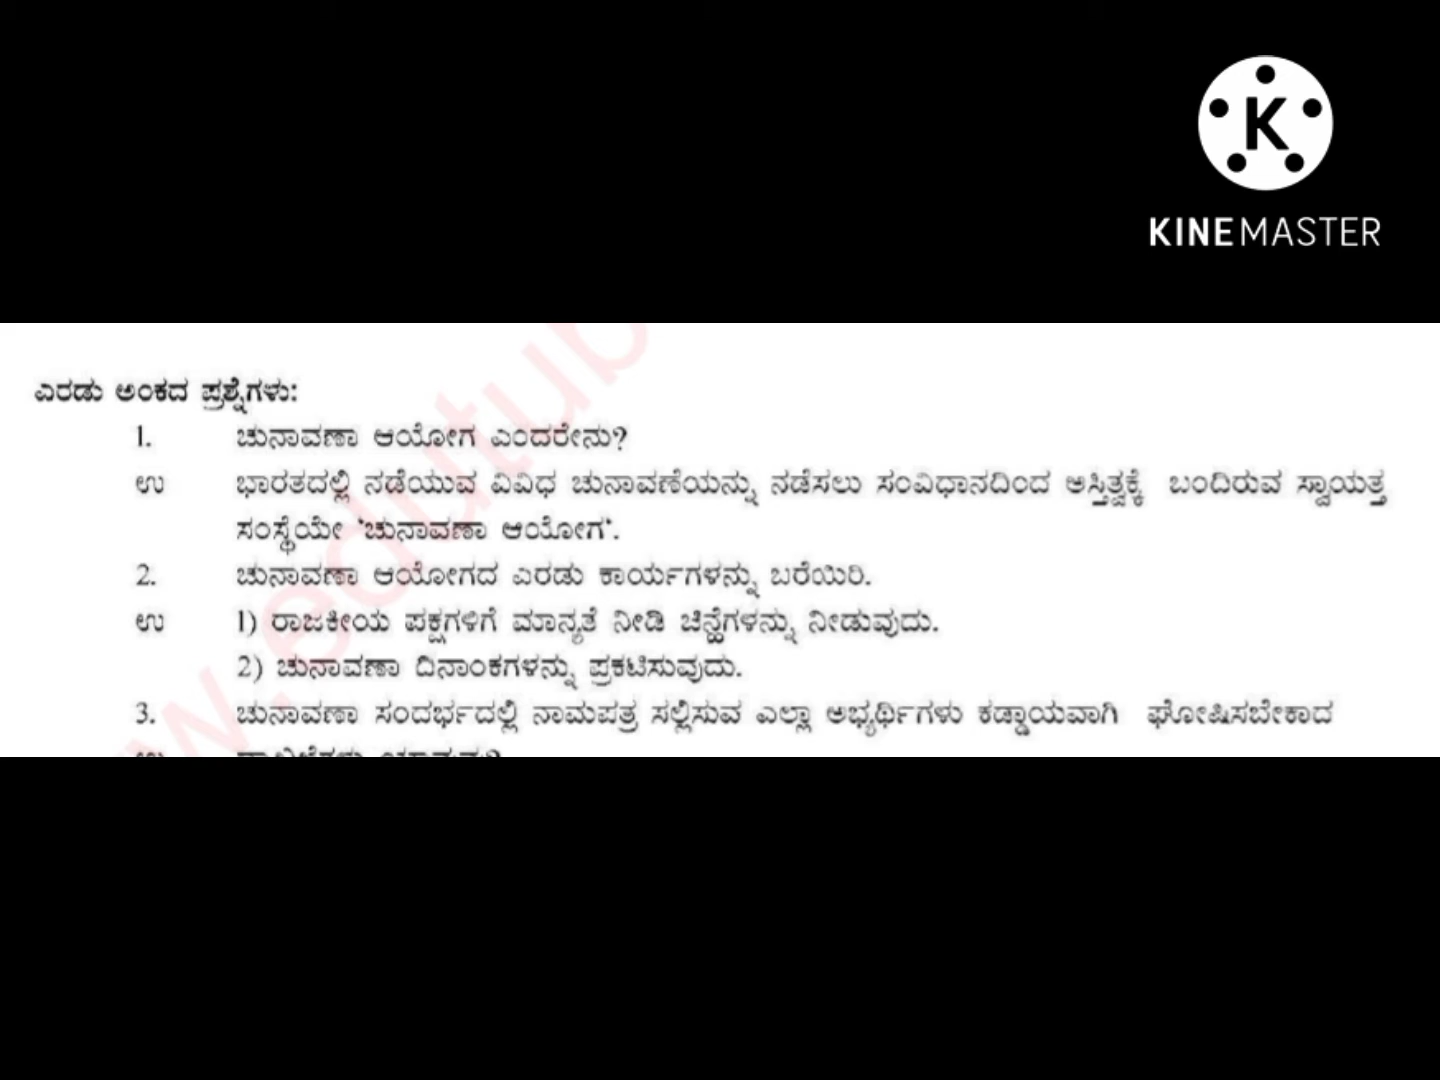 KINEMASTER
ಎರಡು ಅಂಕದ ಪ್ರಶ್ನೆಗಳು:
1. ಚುನಾವಣಾ ಆಯೋಗ ಎಂದರೇನು?
ಉ ಭಾರತದಲ್ಲಿ ನಡೆಯುವ ವಿವಿಧ ಚುನಾವಣೆಯನ್ನು ನಡೆಸಲು ಸಂವಿಧಾನದಿಂದ ಅಸ್ತಿತ್ವಕ್ಕೆ ಬಂದಿರುವ ಸ್ವಾಯತ್ತ
ಸಂಸ್ಥೆಯೇ 'ಚುನಾವಣಾ ಆಯೋಗ'.
2. ಚುನಾವಣಾ ಆಯೋಗದ ಎರಡು ಕಾರ್ಯಗಳನ್ನು ಬರೆಯಿರಿ.
ಉ 1) ರಾಜಕೀಯ ಪಕ್ಷಗಳಿಗೆ ಮಾನ್ಯತೆ ನೀಡಿ ಚಿನ್ಹೆಗಳನ್ನು ನೀಡುವುದು.
2) ಚುನಾವಣಾ ದಿನಾಂಕಗಳನ್ನು ಪ್ರಕಟಿಸುವುದು.
3. ಚುನಾವಣಾ ಸಂದರ್ಭದಲ್ಲಿ ನಾಮಪತ್ರ ಸಲ್ಲಿಸುವ ಎಲ್ಲಾ ಅಭ್ಯರ್ಥಿಗಳು ಕಡ್ಡಾಯವಾಗಿ ಘೋಷಿಸಬೇಕಾದ